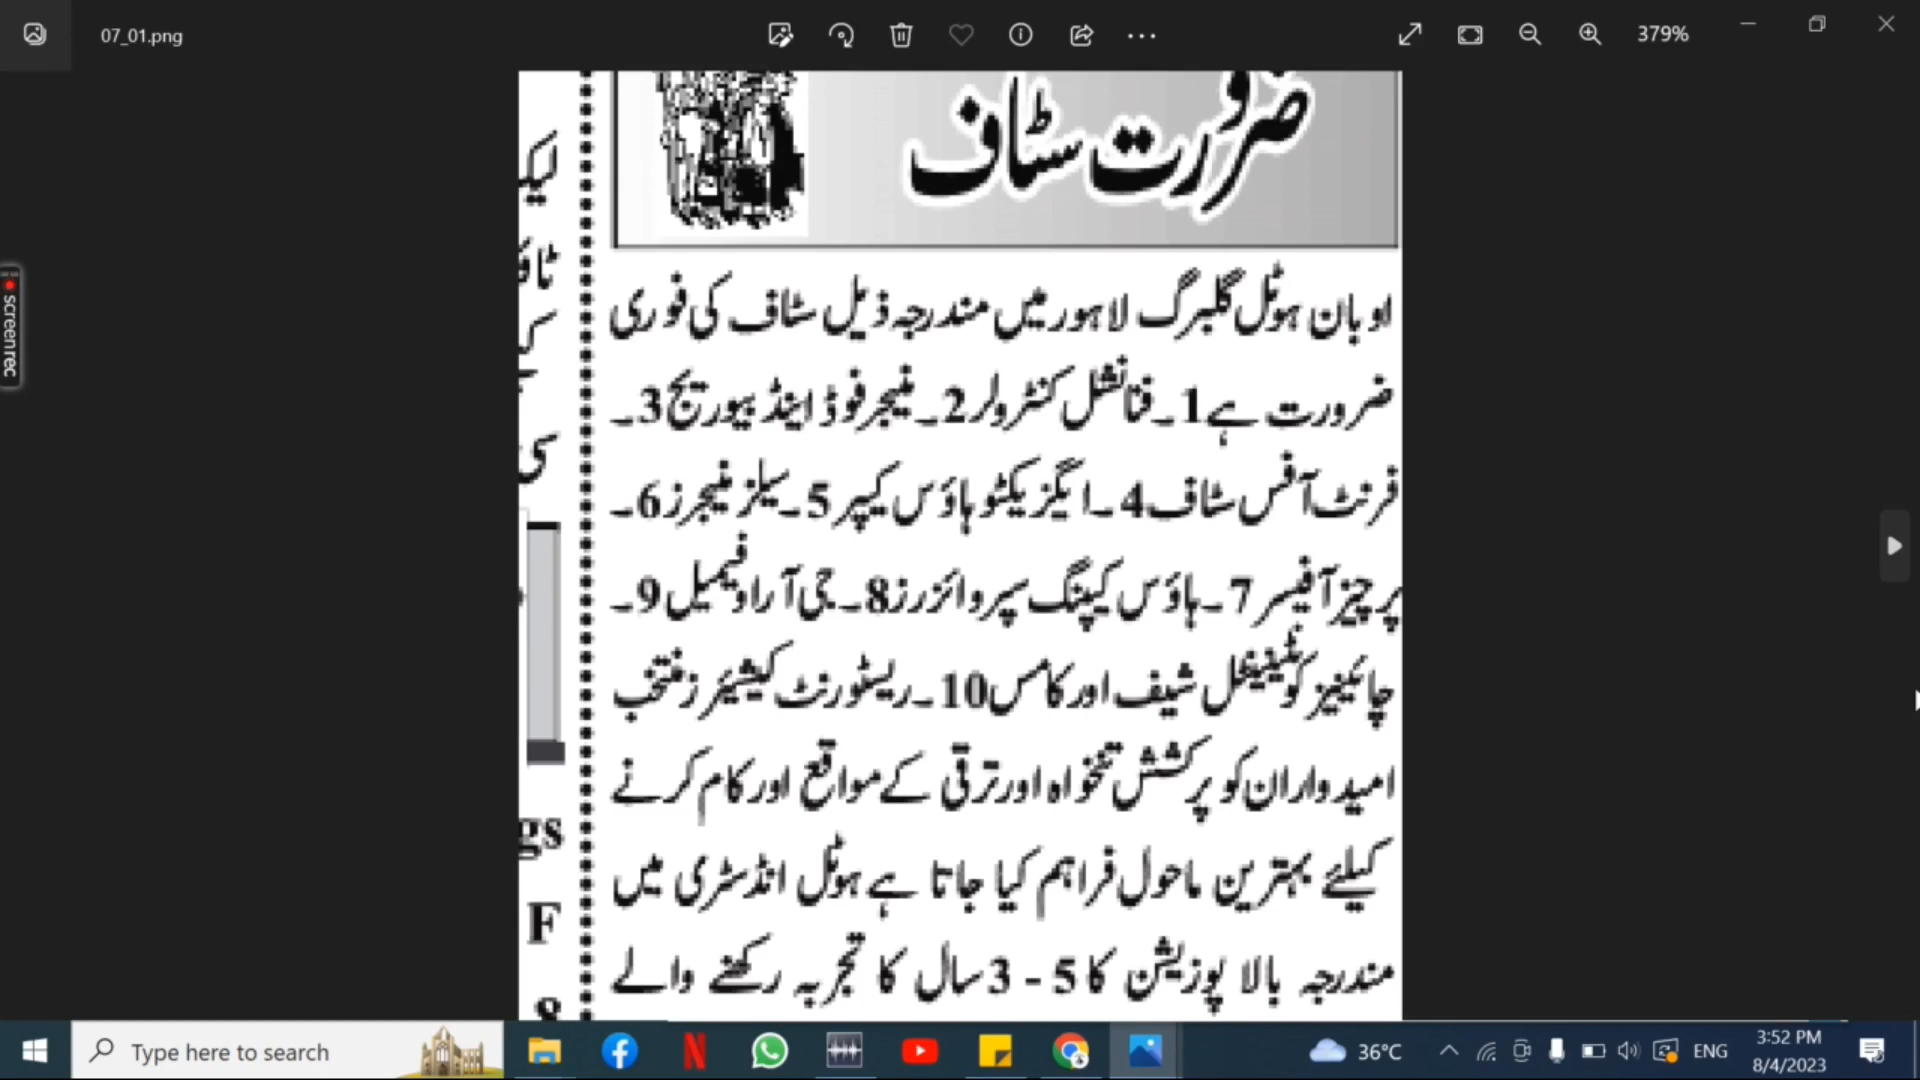 07_01.png
379%
screenrec
ضرورت سٹاف
اوبان ہوٹل گلبرگ لاہور میں مندرجہ ذیل سٹاف کی فوری
ضرورت ہے 1۔ فنانشل کنٹرولر 2۔ منیجر فوڈ اینڈ بیوریج 3۔
فرنٹ آفس سٹاف 4۔ ایگزیکٹو ہاؤس کیپر 5۔ سیلز منیجرز 6۔
پرچیز آفیسر 7۔ ہاؤس کیپنگ سپروائزرز 8۔ جی آر او فیمیل 9۔
چائینیز کونٹینینٹل شیف اور کامس 10۔ ریسٹورنٹ کیشیئرز منتخب
امیدواران کو پرکشش تنخواہ اور ترقی کے مواقع اور کام کرنے
کیلئے بہترین ماحول فراہم کیا جاتا ہے ہوٹل انڈسٹری میں
مندرجہ بالا پوزیشن کا 5 - 3 سال کا تجربہ رکھنے والے
gs
F
Type here to search
36°C
ENG
3:52 PM
8/4/2023